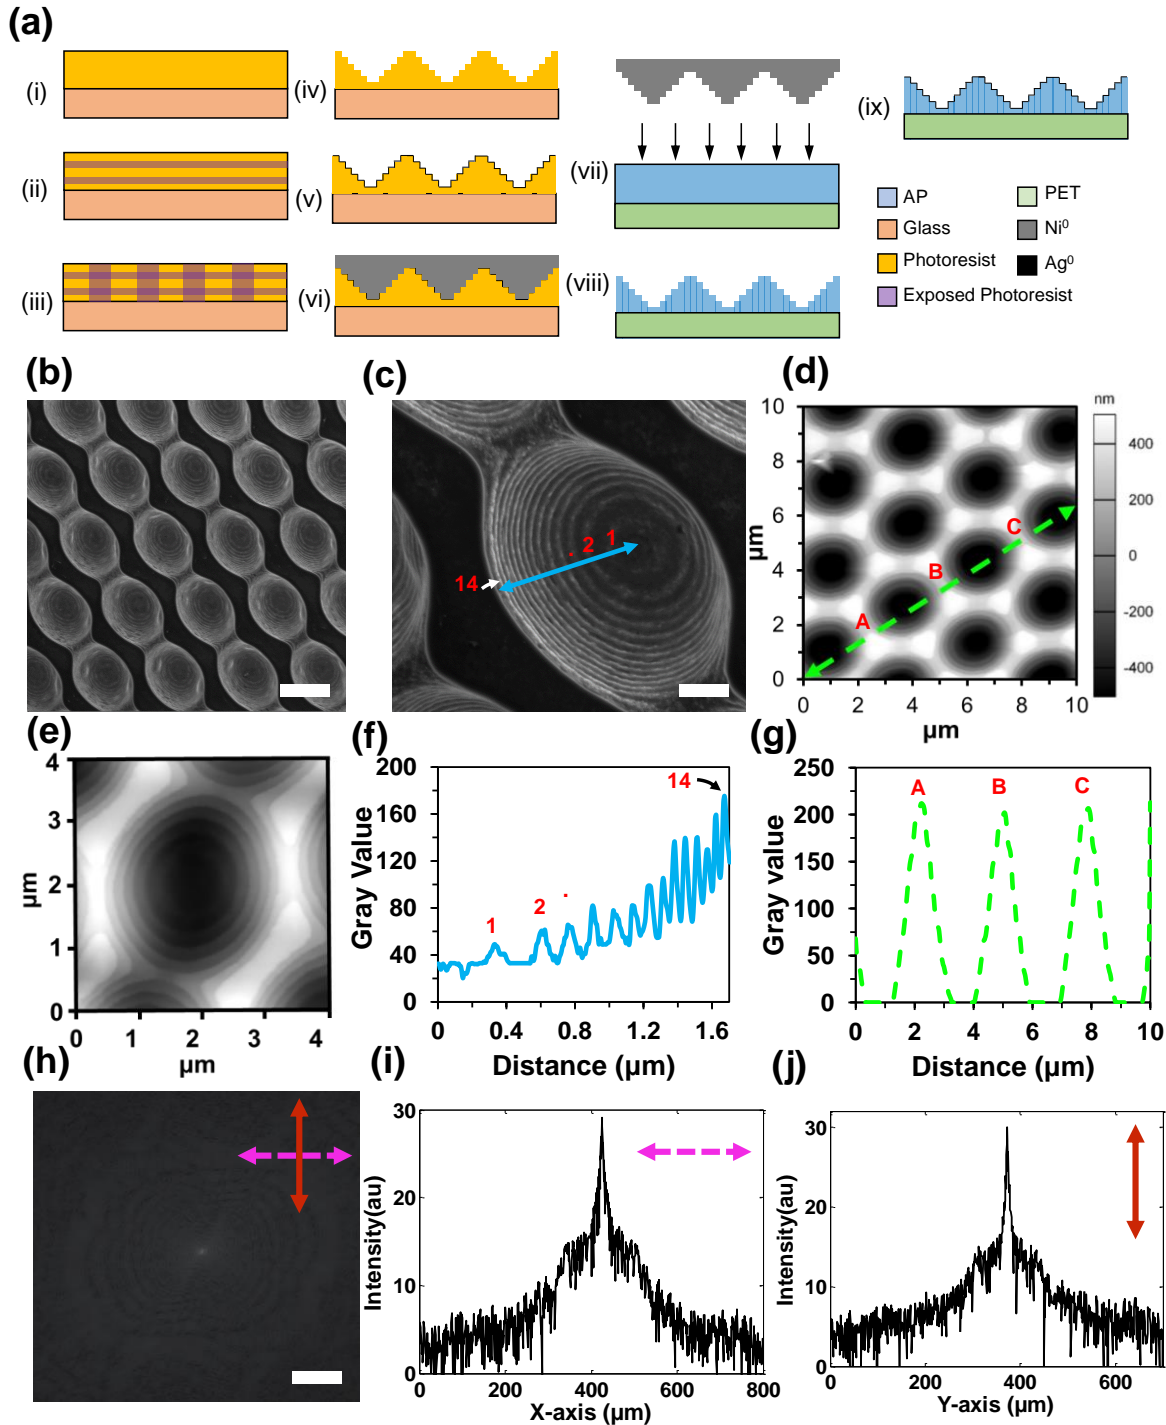 (a)
(i)
(ii)
(iii)
(iv)
(v)
(vi)
(vii)
(viii)
(ix)
AP
Glass
Photoresist
Exposed Photoresist
PET
Ni⁰
Ag⁰
(b)
(c)
1
2
.
14
(d)
10
8
6
4
2
0
µm
0 2 4 6 8 10
µm
A
B
C
nm
400
200
0
-200
-400
(e)
4
3
2
1
0
µm
0 1 2 3 4
µm
(f)
200
160
120
80
40
0
Gray Value
1
2
.
14
0 0.4 0.8 1.2 1.6
Distance (µm)
(g)
250
200
150
100
50
0
Gray value
A
B
C
0 2 4 6 8 10
Distance (µm)
(h)
(i)
30
20
10
0
Intensity(au)
0 200 400 600 800
X-axis (µm)
(j)
30
20
10
0
Intensity(au)
0 200 400 600
Y-axis (µm)